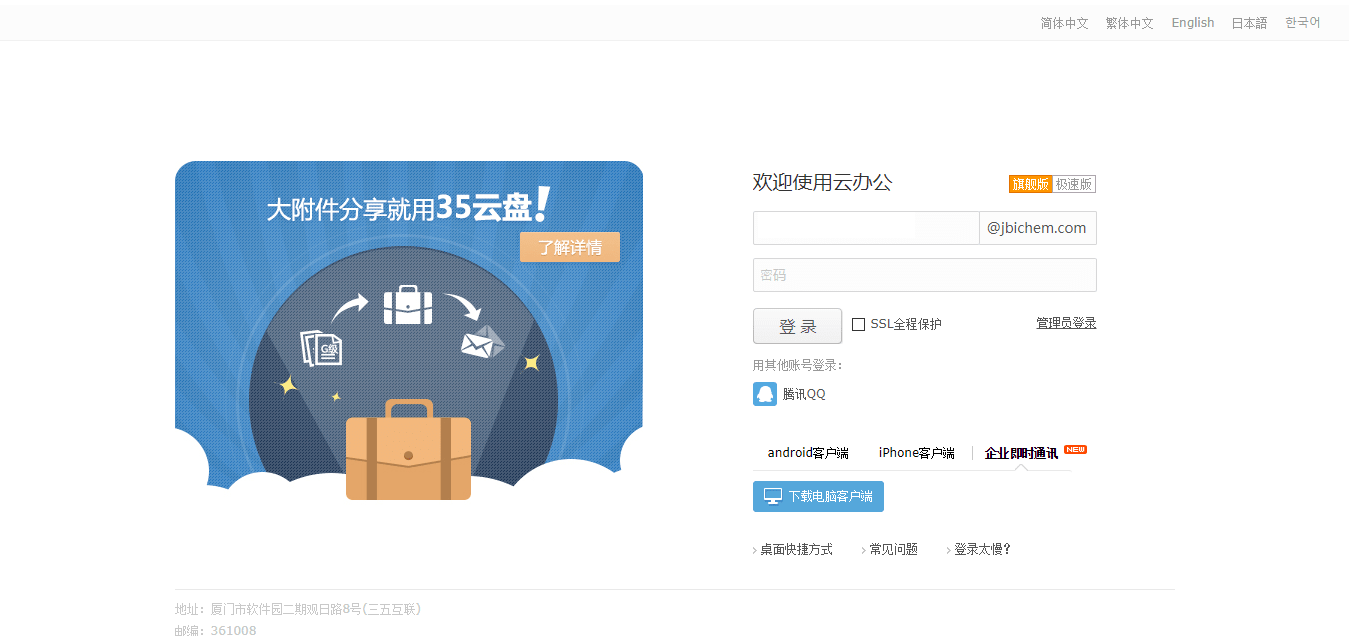 简体中文 繁体中文 English 日本語 한국어
大附件分享就用35云盘!
了解详情
欢迎使用云办公
旗舰版 极速版
@jbichem.com
密码
登 录
SSL全程保护
管理员登录
用其他账号登录:
腾讯QQ
android客户端 iPhone客户端 企业即时通讯 NEW
下载电脑客户端
桌面快捷方式 常见问题 登录太慢?
地址: 厦门市软件园二期观日路8号(三五互联)
邮编: 361008